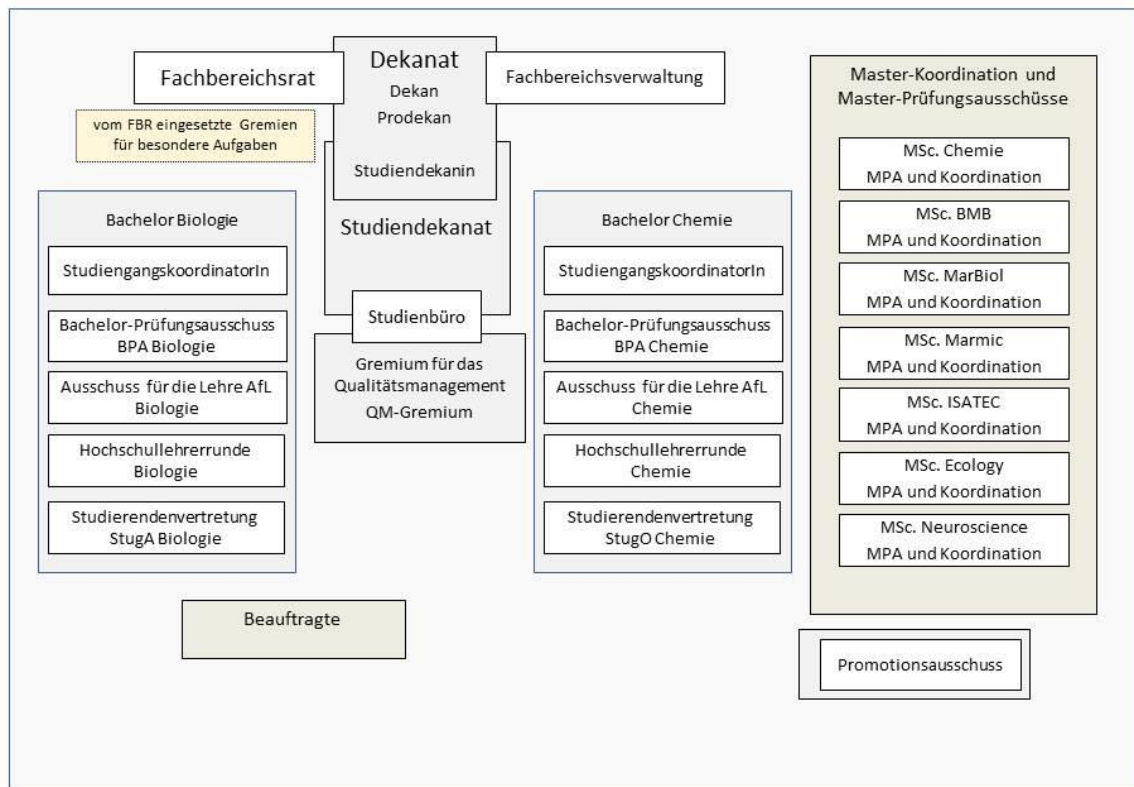 Fachbereichsrat
Dekanat
Dekan
Prodekan
Studiendekanin
Fachbereichsverwaltung
vom FBR eingesetzte Gremien
für besondere Aufgaben
Studiendekanat
Studienbüro
Gremium für das
Qualitätsmanagement
QM-Gremium
Bachelor Biologie
StudiengangskoordinatorIn
Bachelor-Prüfungsausschuss
BPA Biologie
Ausschuss für die Lehre AfL
Biologie
Hochschullehrerrunde
Biologie
Studierendenvertretung
StugA Biologie
Bachelor Chemie
StudiengangskoordinatorIn
Bachelor-Prüfungsausschuss
BPA Chemie
Ausschuss für die Lehre AfL
Chemie
Hochschullehrerrunde
Chemie
Studierendenvertretung
StugO Chemie
Master-Koordination und
Master-Prüfungsausschüsse
MSc. Chemie
MPA und Koordination
MSc. BMB
MPA und Koordination
MSc. MarBiol
MPA und Koordination
MSc. Marmic
MPA und Koordination
MSc. ISATEC
MPA und Koordination
MSc. Ecology
MPA und Koordination
MSc. Neuroscience
MPA und Koordination
Beauftragte
Promotionsausschuss